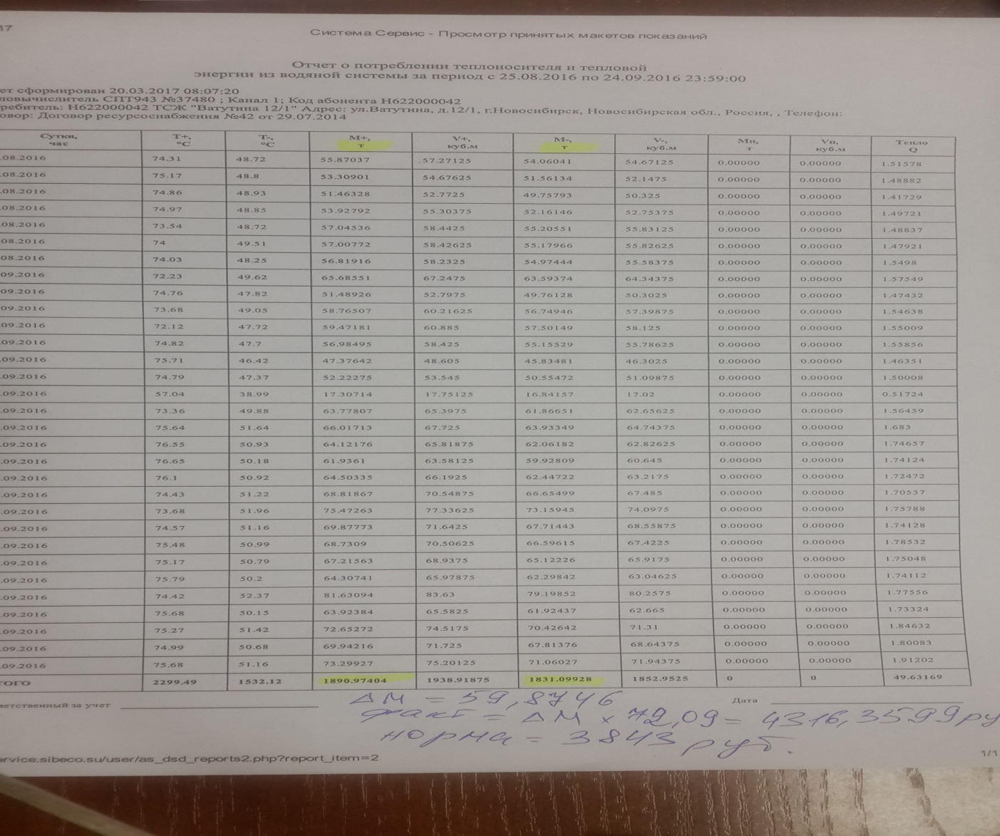 17
Система Сервис - Просмотр принятых макетов показаний
Отчет о потреблении теплоносителя и тепловой
энергии из водяной системы за период с 25.08.2016 по 24.09.2016 23:59:00
ет сформирован 20.03.2017 08:07:20
ловычислитель СПТ943 №37480 ; Канал 1; Код абонента Н622000042
ребитель: Н622000042 ТСЖ "Ватутина 12/1" Адрес: ул.Ватутина, д.12/1, г.Новосибирск, Новосибирская обл., Россия, , Телефон:
овор: Договор ресурсоснабжения №42 от 29.07.2014
Сутки, час T+, °C T-, °C M+, т V+, куб.м M-, т V-, куб.м Мп, т Vп, куб.м Тепло Q
.08.2016 74.31 48.72 55.87037 57.27125 54.06041 54.67125 0.00000 0.00000 1.51578
.08.2016 75.17 48.8 53.30901 54.67625 51.56134 52.1475 0.00000 0.00000 1.48882
.08.2016 74.86 48.93 51.46328 52.7725 49.75793 50.325 0.00000 0.00000 1.41729
.08.2016 74.97 48.85 53.92792 55.30375 52.16146 52.75375 0.00000 0.00000 1.49721
.08.2016 73.54 48.72 57.04536 58.4425 55.20551 55.83125 0.00000 0.00000 1.48837
.08.2016 74 49.51 57.00772 58.42625 55.17966 55.82625 0.00000 0.00000 1.47921
.08.2016 74.03 48.25 56.81916 58.2325 54.97444 55.58375 0.00000 0.00000 1.5498
.09.2016 72.23 49.62 65.68551 67.2475 63.59374 64.34375 0.00000 0.00000 1.57549
.09.2016 74.76 47.82 51.48926 52.7975 49.76128 50.3025 0.00000 0.00000 1.47432
.09.2016 73.68 49.05 58.76507 60.21625 56.74946 57.39875 0.00000 0.00000 1.54638
.09.2016 72.12 47.72 59.47181 60.885 57.50149 58.125 0.00000 0.00000 1.55009
.09.2016 74.82 47.7 56.98495 58.425 55.15529 55.78625 0.00000 0.00000 1.55856
.09.2016 75.71 46.42 47.37642 48.605 45.83481 46.3025 0.00000 0.00000 1.46351
.09.2016 74.79 47.37 52.22275 53.545 50.55472 51.09875 0.00000 0.00000 1.50008
.09.2016 57.04 38.99 17.30714 17.75125 16.84157 17.02 0.00000 0.00000 0.51724
.09.2016 73.36 49.88 63.77807 65.3975 61.86651 62.65625 0.00000 0.00000 1.56459
.09.2016 75.64 51.64 66.01713 67.725 63.93349 64.74375 0.00000 0.00000 1.683
.09.2016 76.55 50.93 64.12176 65.81875 62.06182 62.82625 0.00000 0.00000 1.74657
.09.2016 76.65 50.18 61.9361 63.58125 59.92809 60.645 0.00000 0.00000 1.74124
.09.2016 76.1 50.92 64.50335 66.1925 62.44722 63.2175 0.00000 0.00000 1.72472
.09.2016 74.43 51.22 68.81867 70.54875 66.65499 67.485 0.00000 0.00000 1.70537
.09.2016 73.68 51.96 75.47263 77.33625 73.15945 74.0975 0.00000 0.00000 1.75788
.09.2016 74.57 51.16 69.87773 71.6425 67.71443 68.55875 0.00000 0.00000 1.74128
.09.2016 75.48 50.99 68.7309 70.50625 66.59615 67.4225 0.00000 0.00000 1.78532
.09.2016 75.17 50.79 67.21563 68.9375 65.12226 65.9175 0.00000 0.00000 1.75048
.09.2016 75.79 50.2 64.30741 65.97875 62.29842 63.04625 0.00000 0.00000 1.74112
.09.2016 74.42 52.37 81.63094 83.63 79.19852 80.2575 0.00000 0.00000 1.77556
.09.2016 75.68 50.15 63.92384 65.5825 61.92437 62.665 0.00000 0.00000 1.73324
.09.2016 75.27 51.42 72.65272 74.5175 70.42642 71.31 0.00000 0.00000 1.84632
.09.2016 74.99 50.68 69.94216 71.725 67.81376 68.64375 0.00000 0.00000 1.80083
.09.2016 75.68 51.16 73.29927 75.20125 71.06027 71.94375 0.00000 0.00000 1.91202
того 2299.49 1532.12 1890.97404 1938.91875 1831.09928 1852.9525 0 0 49.63169
ветственный за учет Дата
ΔМ = 59,8746
факт = ΔМ × 72,09 = 4316,3599 ру
норма = 3843 руб.
ervice.sibeco.su/user/as_dsd_reports2.php?report_item=2 1/1